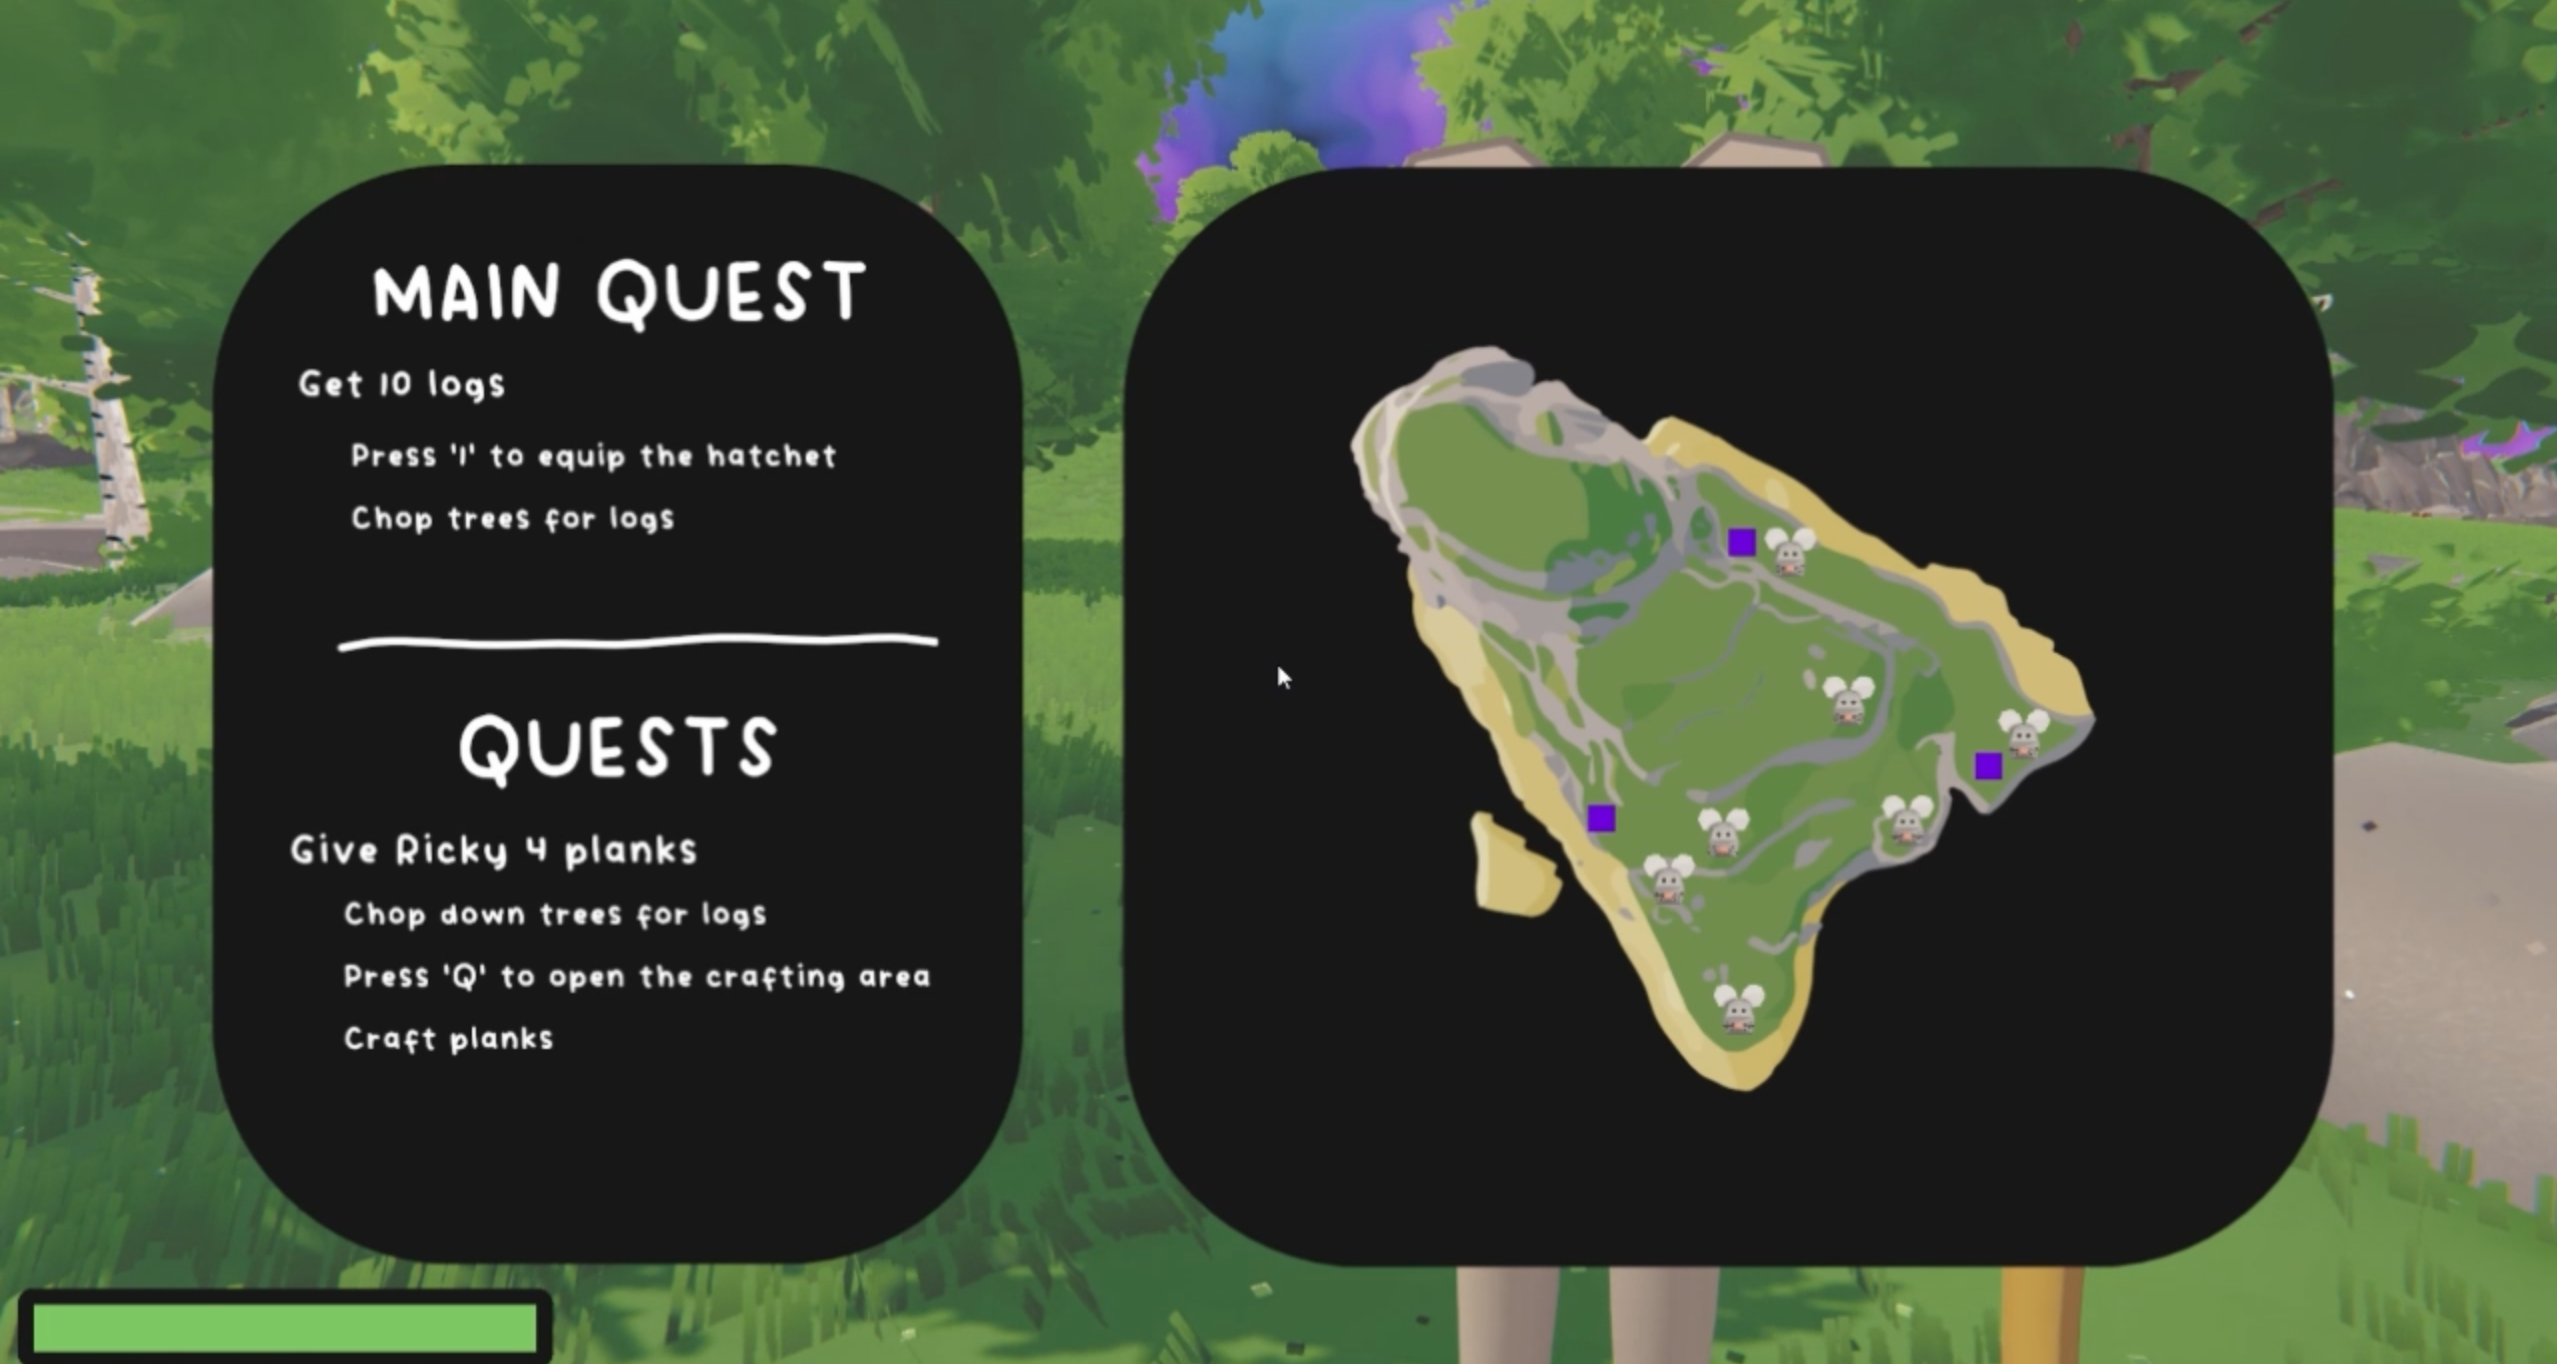 MAIN QUEST
Get 10 logs
Press '1' to equip the hatchet
Chop trees for logs
QUESTS
Give Ricky 4 planks
Chop down trees for logs
Press 'Q' to open the crafting area
Craft planks